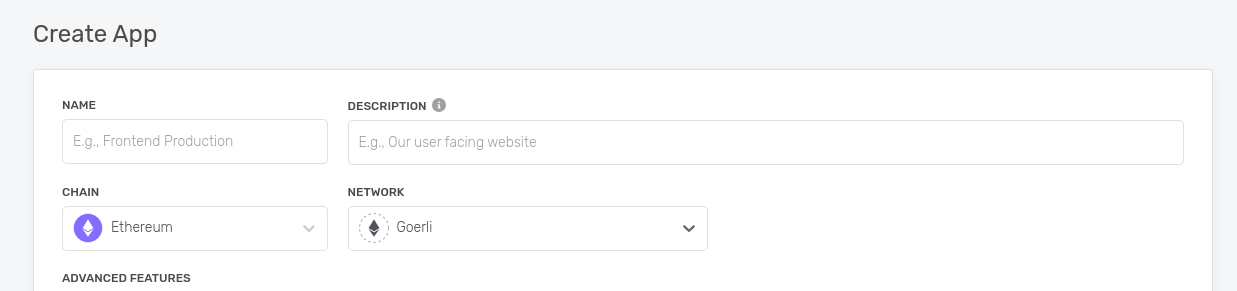 Create App
NAME
DESCRIPTION
E.g., Frontend Production
E.g., Our user facing website
CHAIN
NETWORK
Ethereum
Goerli
ADVANCED FEATURES